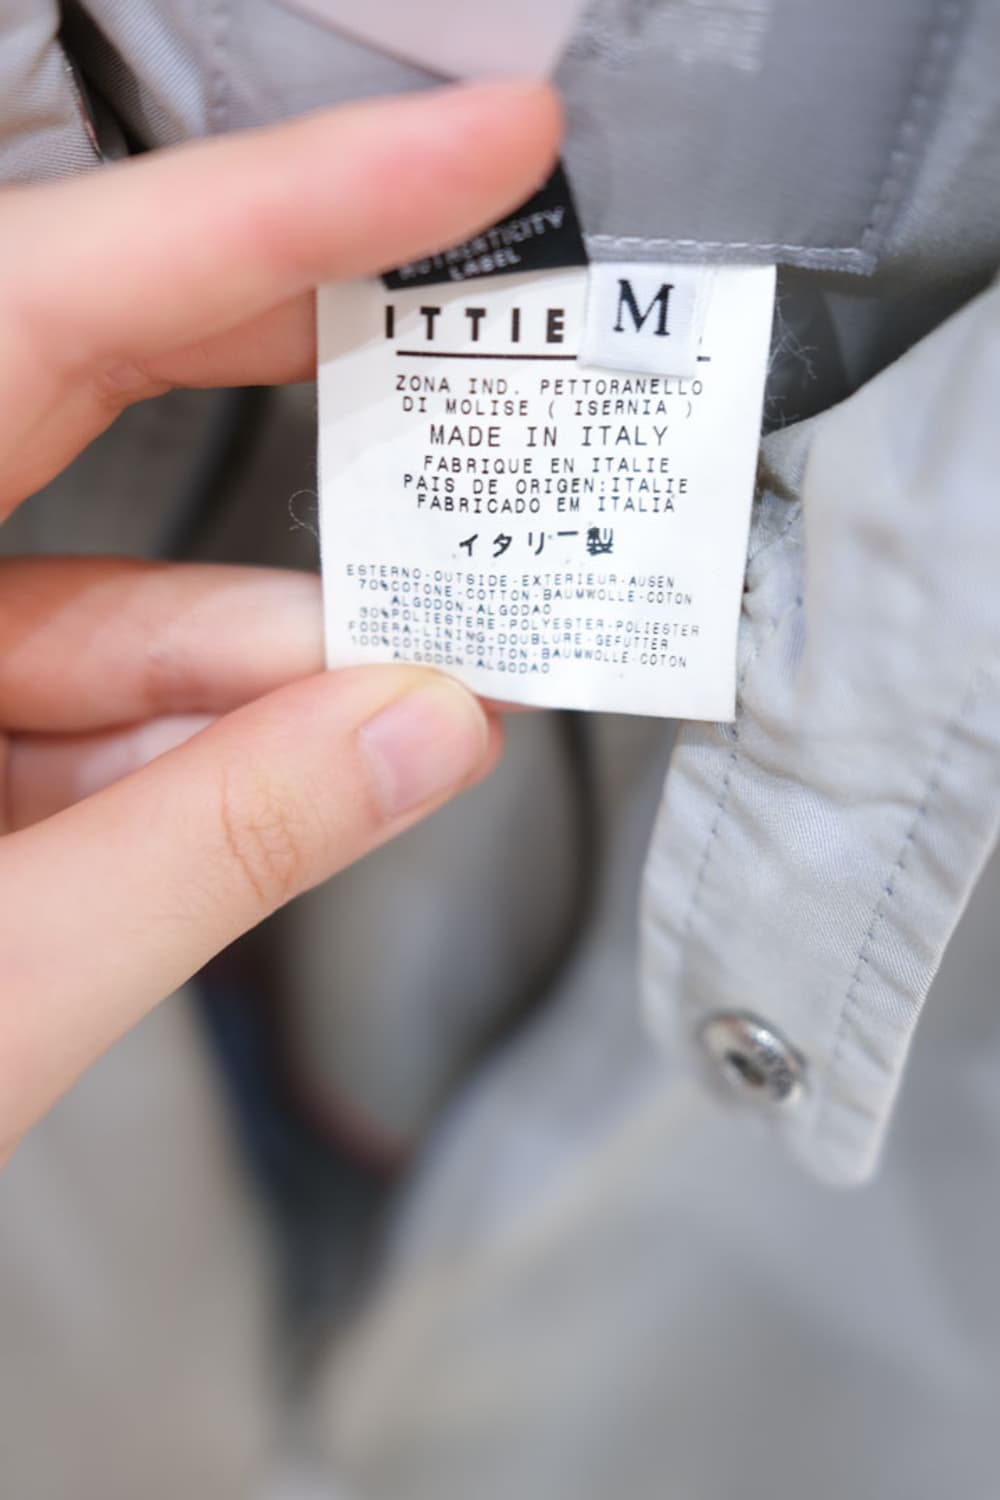 AUTHENTICITY
LABEL
M
ITTIE
ZONA IND. PETTORANELLO
DI MOLISE ( ISERNIA )
MADE IN ITALY
FABRIQUE EN ITALIE
PAIS DE ORIGEN:ITALIE
FABRICADO EM ITALIA
イタリー製
ESTERNO-OUTSIDE-EXTERIEUR-AUSEN
70%COTONE-COTTON-BAUMWOLLE-COTON
ALGODON-ALGODAO
30%POLIESTERE-POLYESTER-POLIESTER
FODERA-LINING-DOUBLURE-GEFUTTER
100%COTONE-COTTON-BAUMWOLLE-COTON
ALGODON-ALGODAO